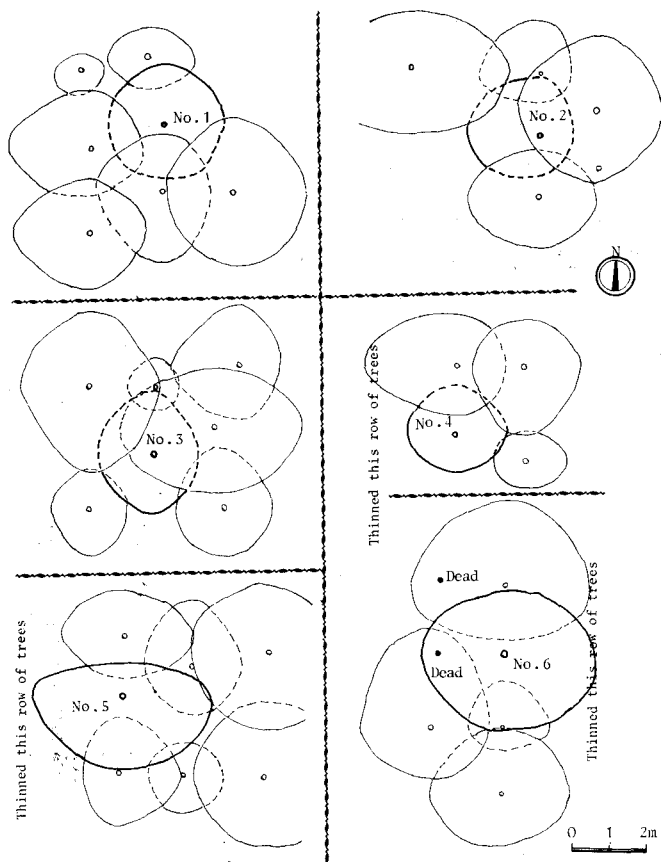 No.1
No.2
N
No.3
Thinned this row of trees
No.4
Thinned this row of trees
No.5
Dead
Dead
No.6
Thinned this row of trees
0 1 2m